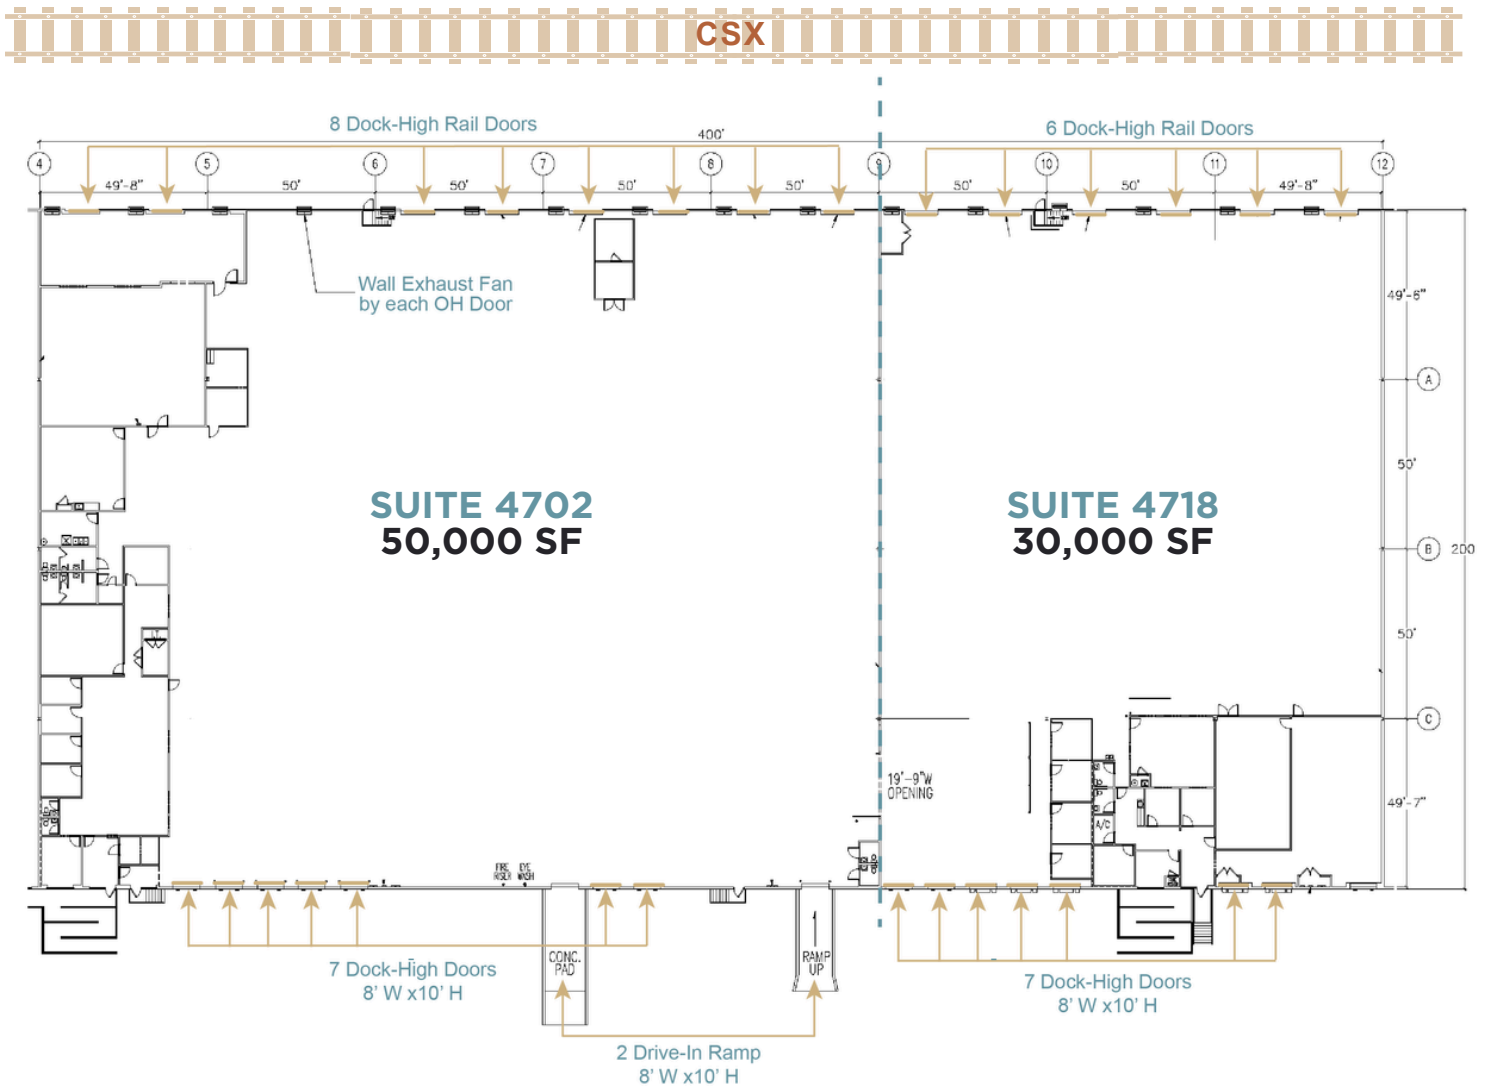 CSX
8 Dock-High Rail Doors
400'
6 Dock-High Rail Doors
4
5
6
7
8
9
10
11
12
49'-8"
50'
50'
50'
50'
50'
50'
49'-8"
Wall Exhaust Fan
by each OH Door
49'-6"
A
50'
SUITE 4702
50,000 SF
SUITE 4718
30,000 SF
B
200
50'
C
19'-9"W
OPENING
49'-7"
A/C
FIRE
RISER
EYE
WASH
CONC.
PAD
RAMP
UP
7 Dock-High Doors
8' W x10' H
7 Dock-High Doors
8' W x10' H
2 Drive-In Ramp
8' W x10' H